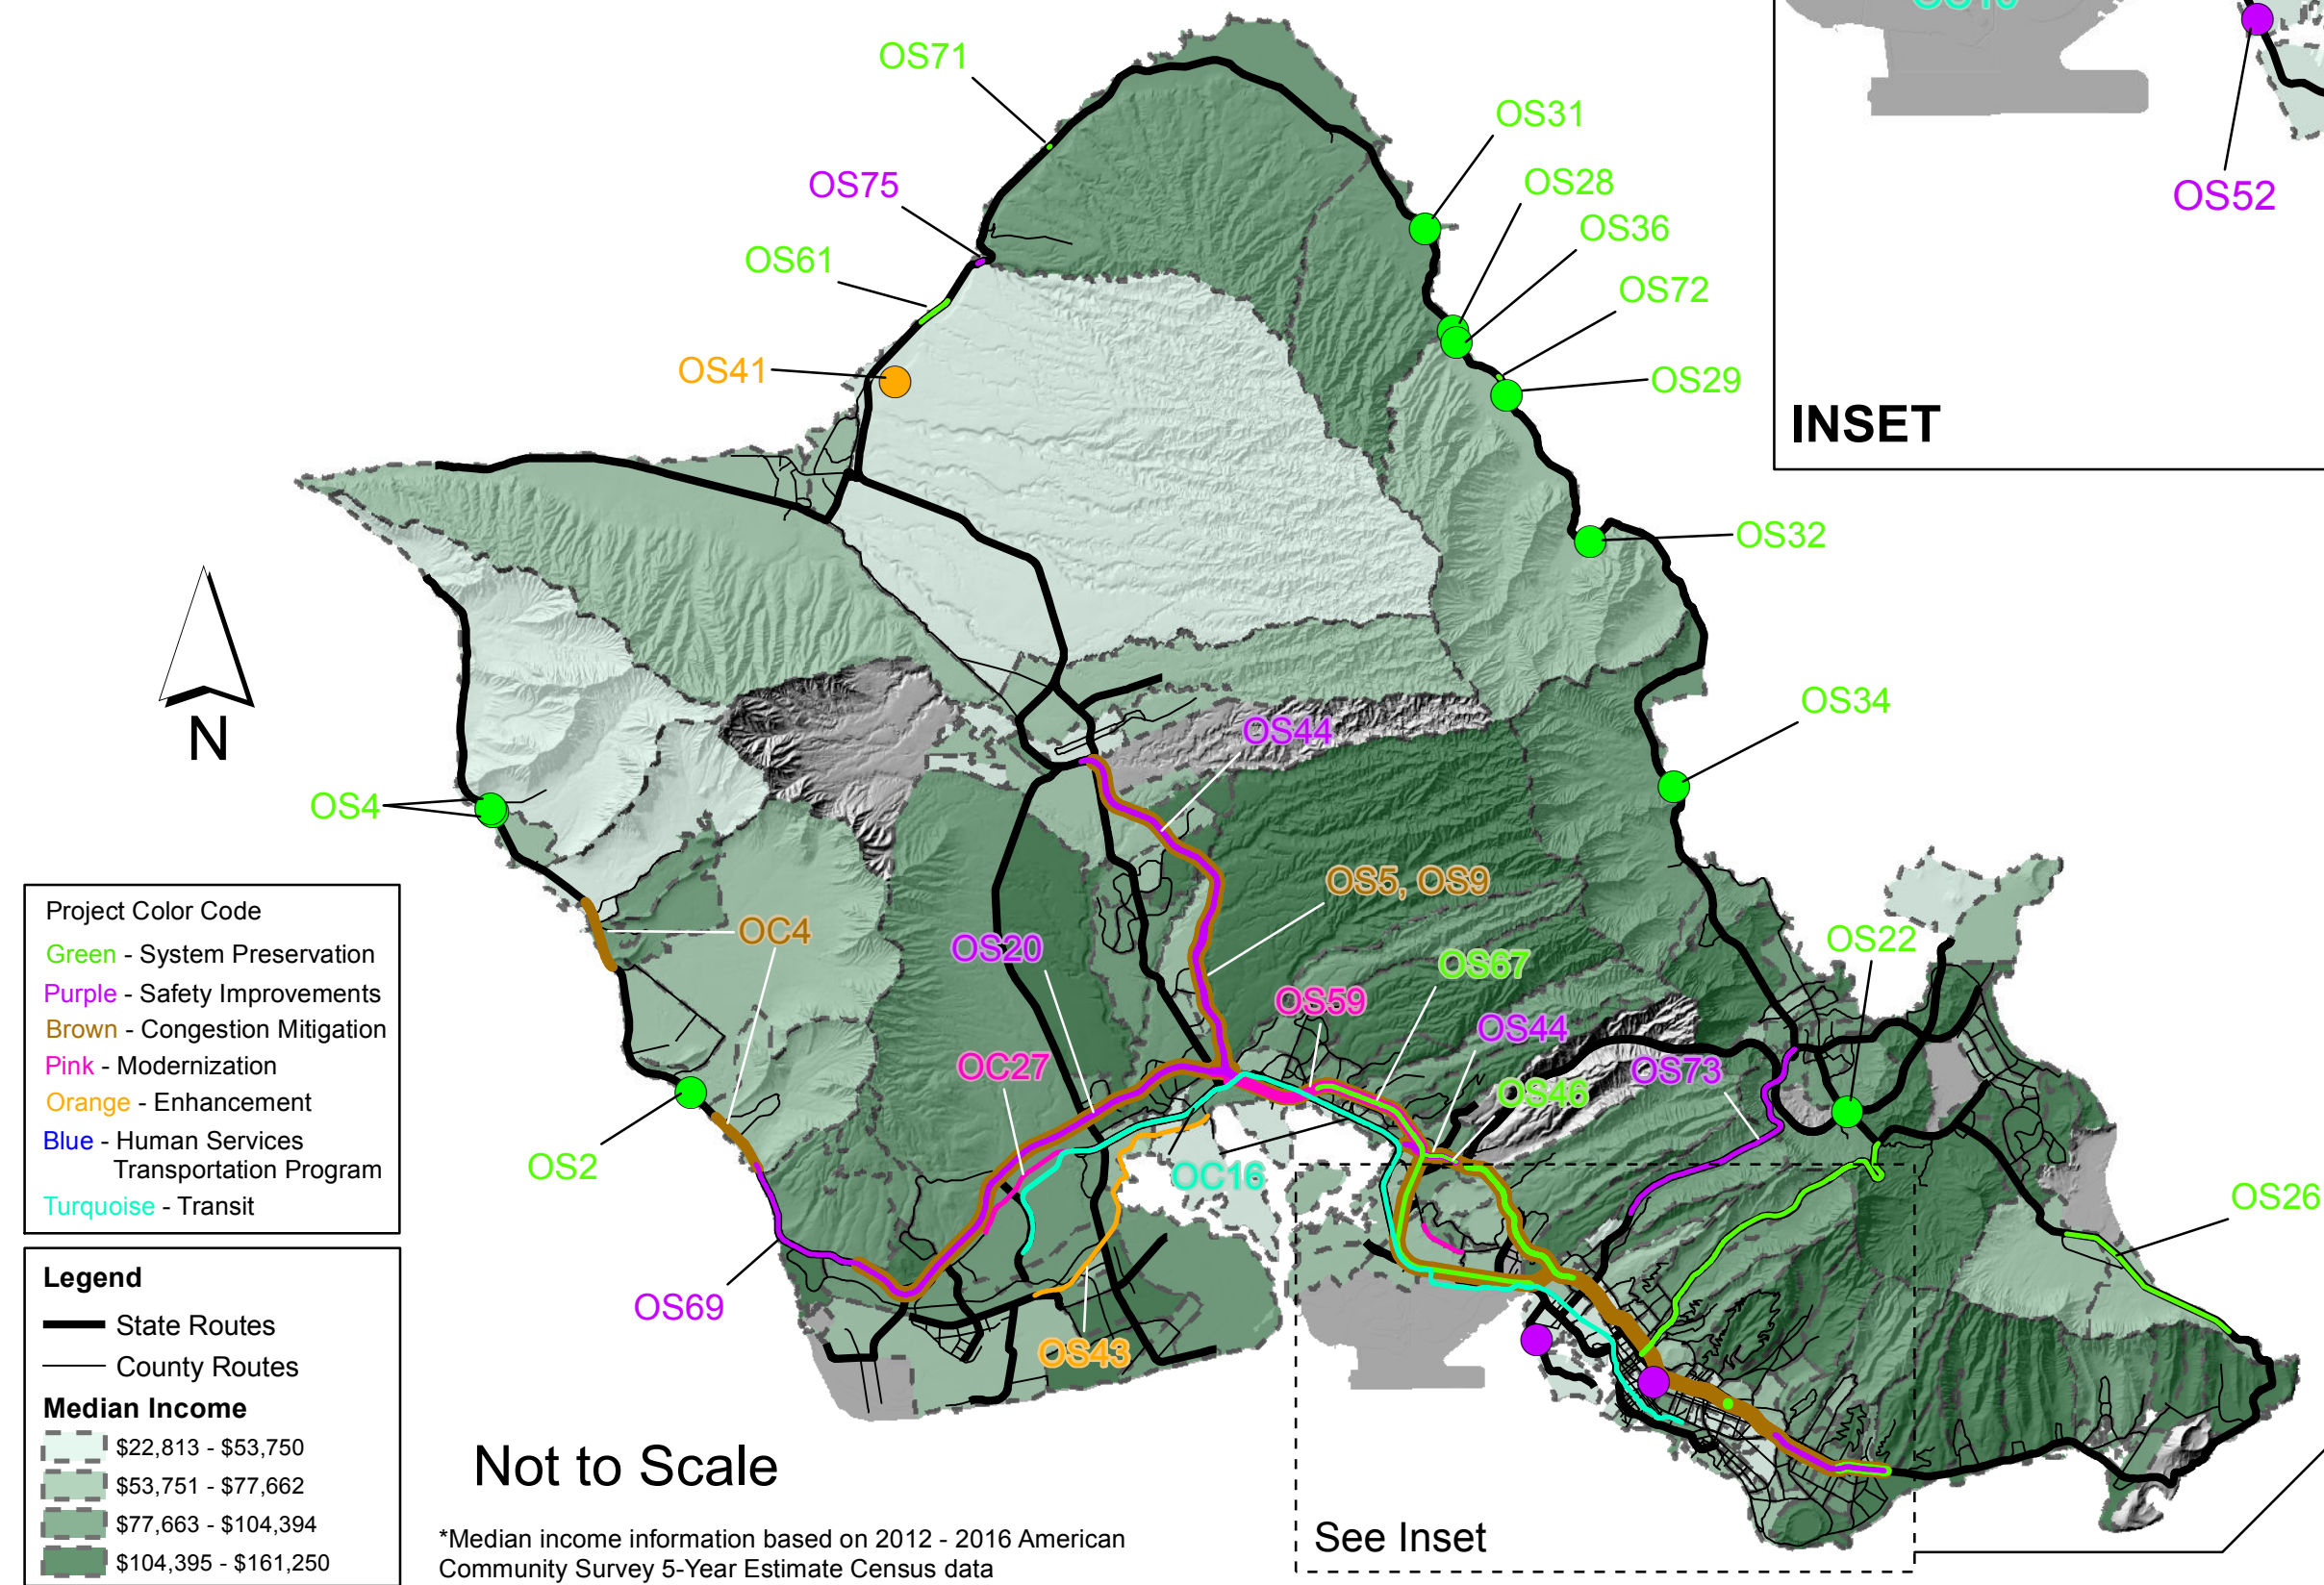 OS71
OS31
OS28
OS36
OS75
OS61
OS72
OS41
OS29
OS52
INSET
OS32
N
OS34
OS44
OS4
OS5, OS9
OC4
OS20
OS67
OS59
OS22
OS44
OC27
OS73
OS46
OS2
OC16
OS26
OS69
OS43
Project Color Code
Green - System Preservation
Purple - Safety Improvements
Brown - Congestion Mitigation
Pink - Modernization
Orange - Enhancement
Blue - Human Services
Transportation Program
Turquoise - Transit
Legend
State Routes
County Routes
Median Income
$22,813 - $53,750
$53,751 - $77,662
$77,663 - $104,394
$104,395 - $161,250
Not to Scale
*Median income information based on 2012 - 2016 American
Community Survey 5-Year Estimate Census data
See Inset